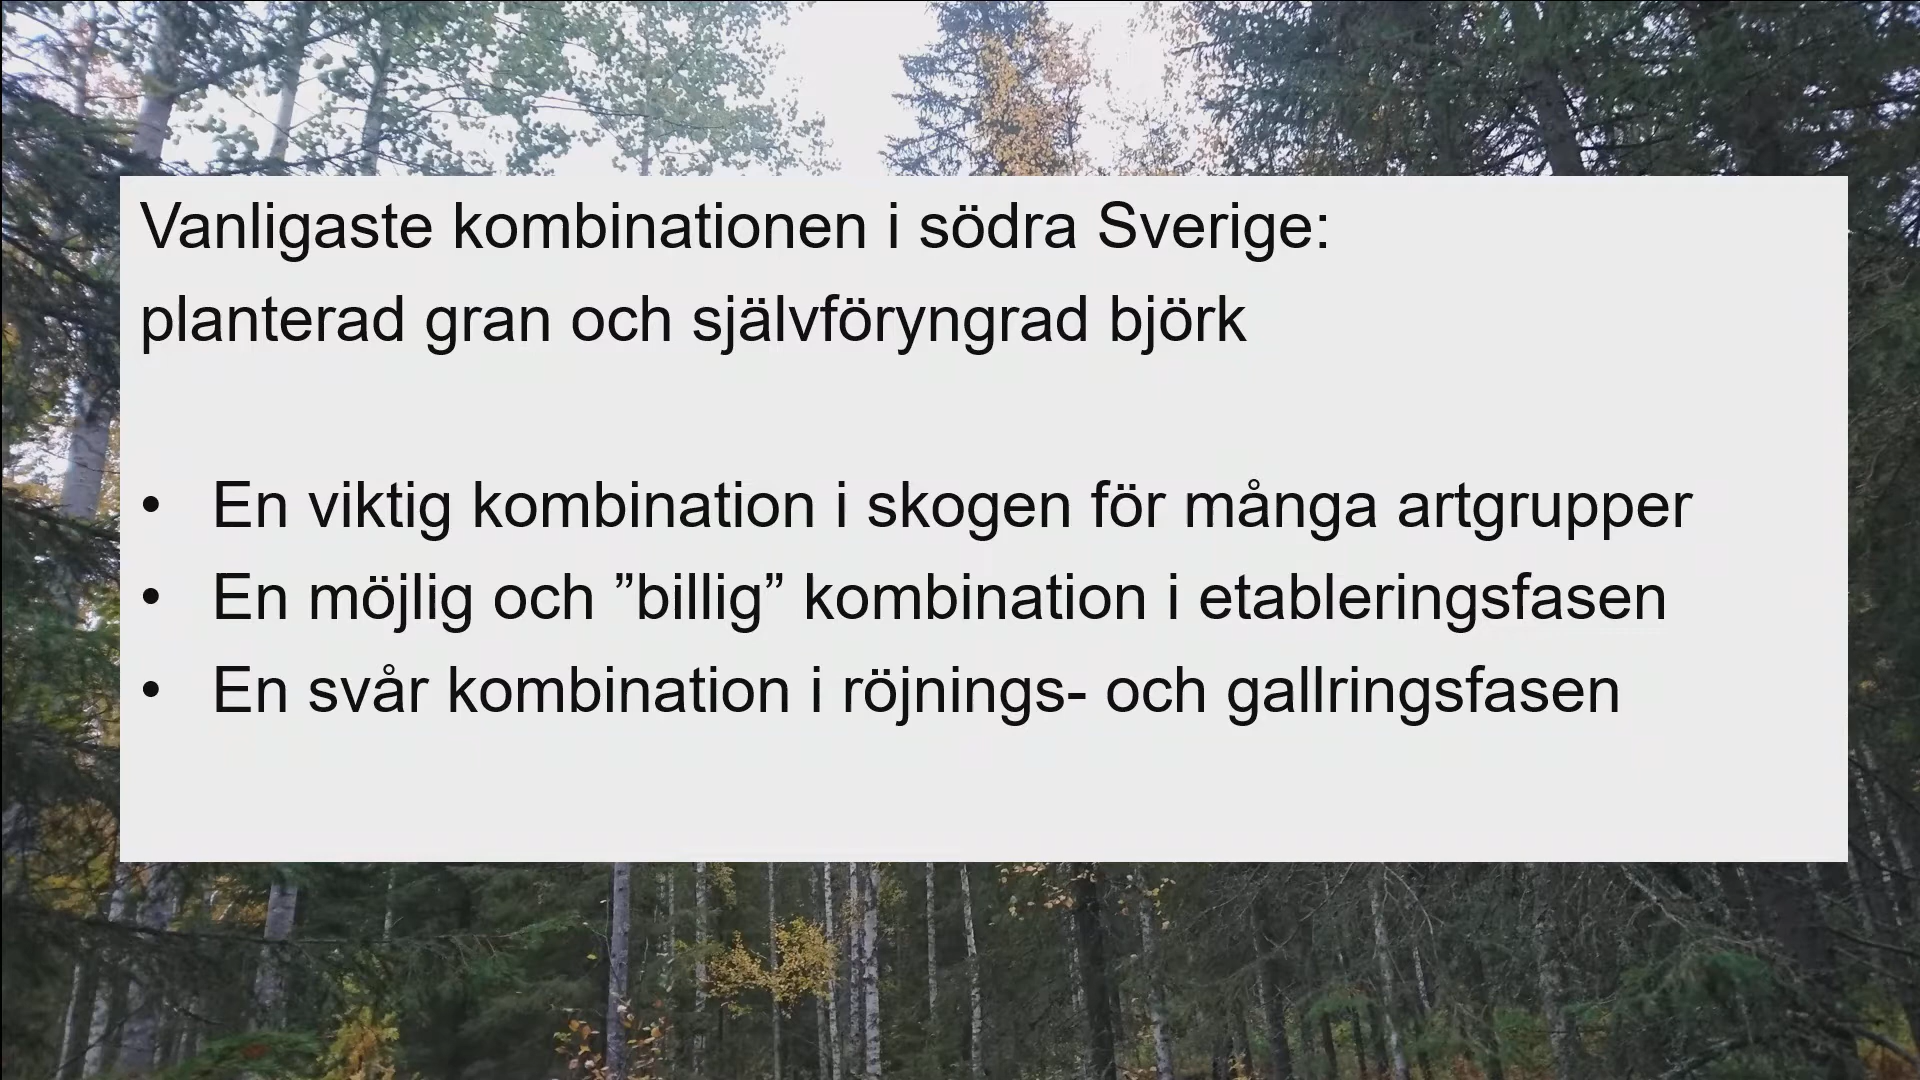 Vanligaste kombinationen i södra Sverige:
planterad gran och självföryngrad björk
• En viktig kombination i skogen för många artgrupper
• En möjlig och ”billig” kombination i etableringsfasen
• En svår kombination i röjnings- och gallringsfasen